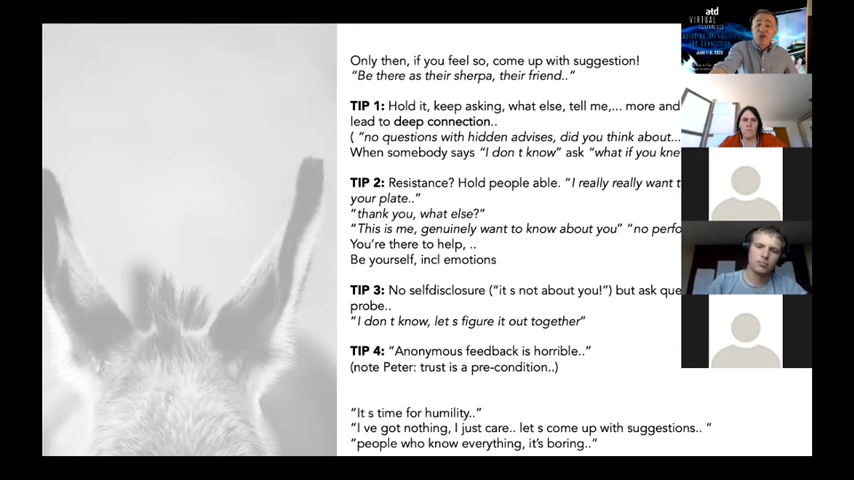 Only then, if you feel so, come up with suggestion!
"Be there as their sherpa, their friend.."
TIP 1: Hold it, keep asking, what else, tell me,... more and
lead to deep connection..
( "no questions with hidden advises, did you think about...
When somebody says "I don t know" ask "what if you kne
TIP 2: Resistance? Hold people able. "I really really want t
your plate.."
"thank you, what else?"
"This is me, genuinely want to know about you" "no perfo
You're there to help, ..
Be yourself, incl emotions
TIP 3: No selfdisclosure ("it s not about you!") but ask que
probe..
"I don t know, let s figure it out together"
TIP 4: "Anonymous feedback is horrible.."
(note Peter: trust is a pre-condition..)
"It s time for humility.."
"I ve got nothing, I just care.. let s come up with suggestions.. "
"people who know everything, it's boring.."
atd
VIRTUAL
CONFERENCE